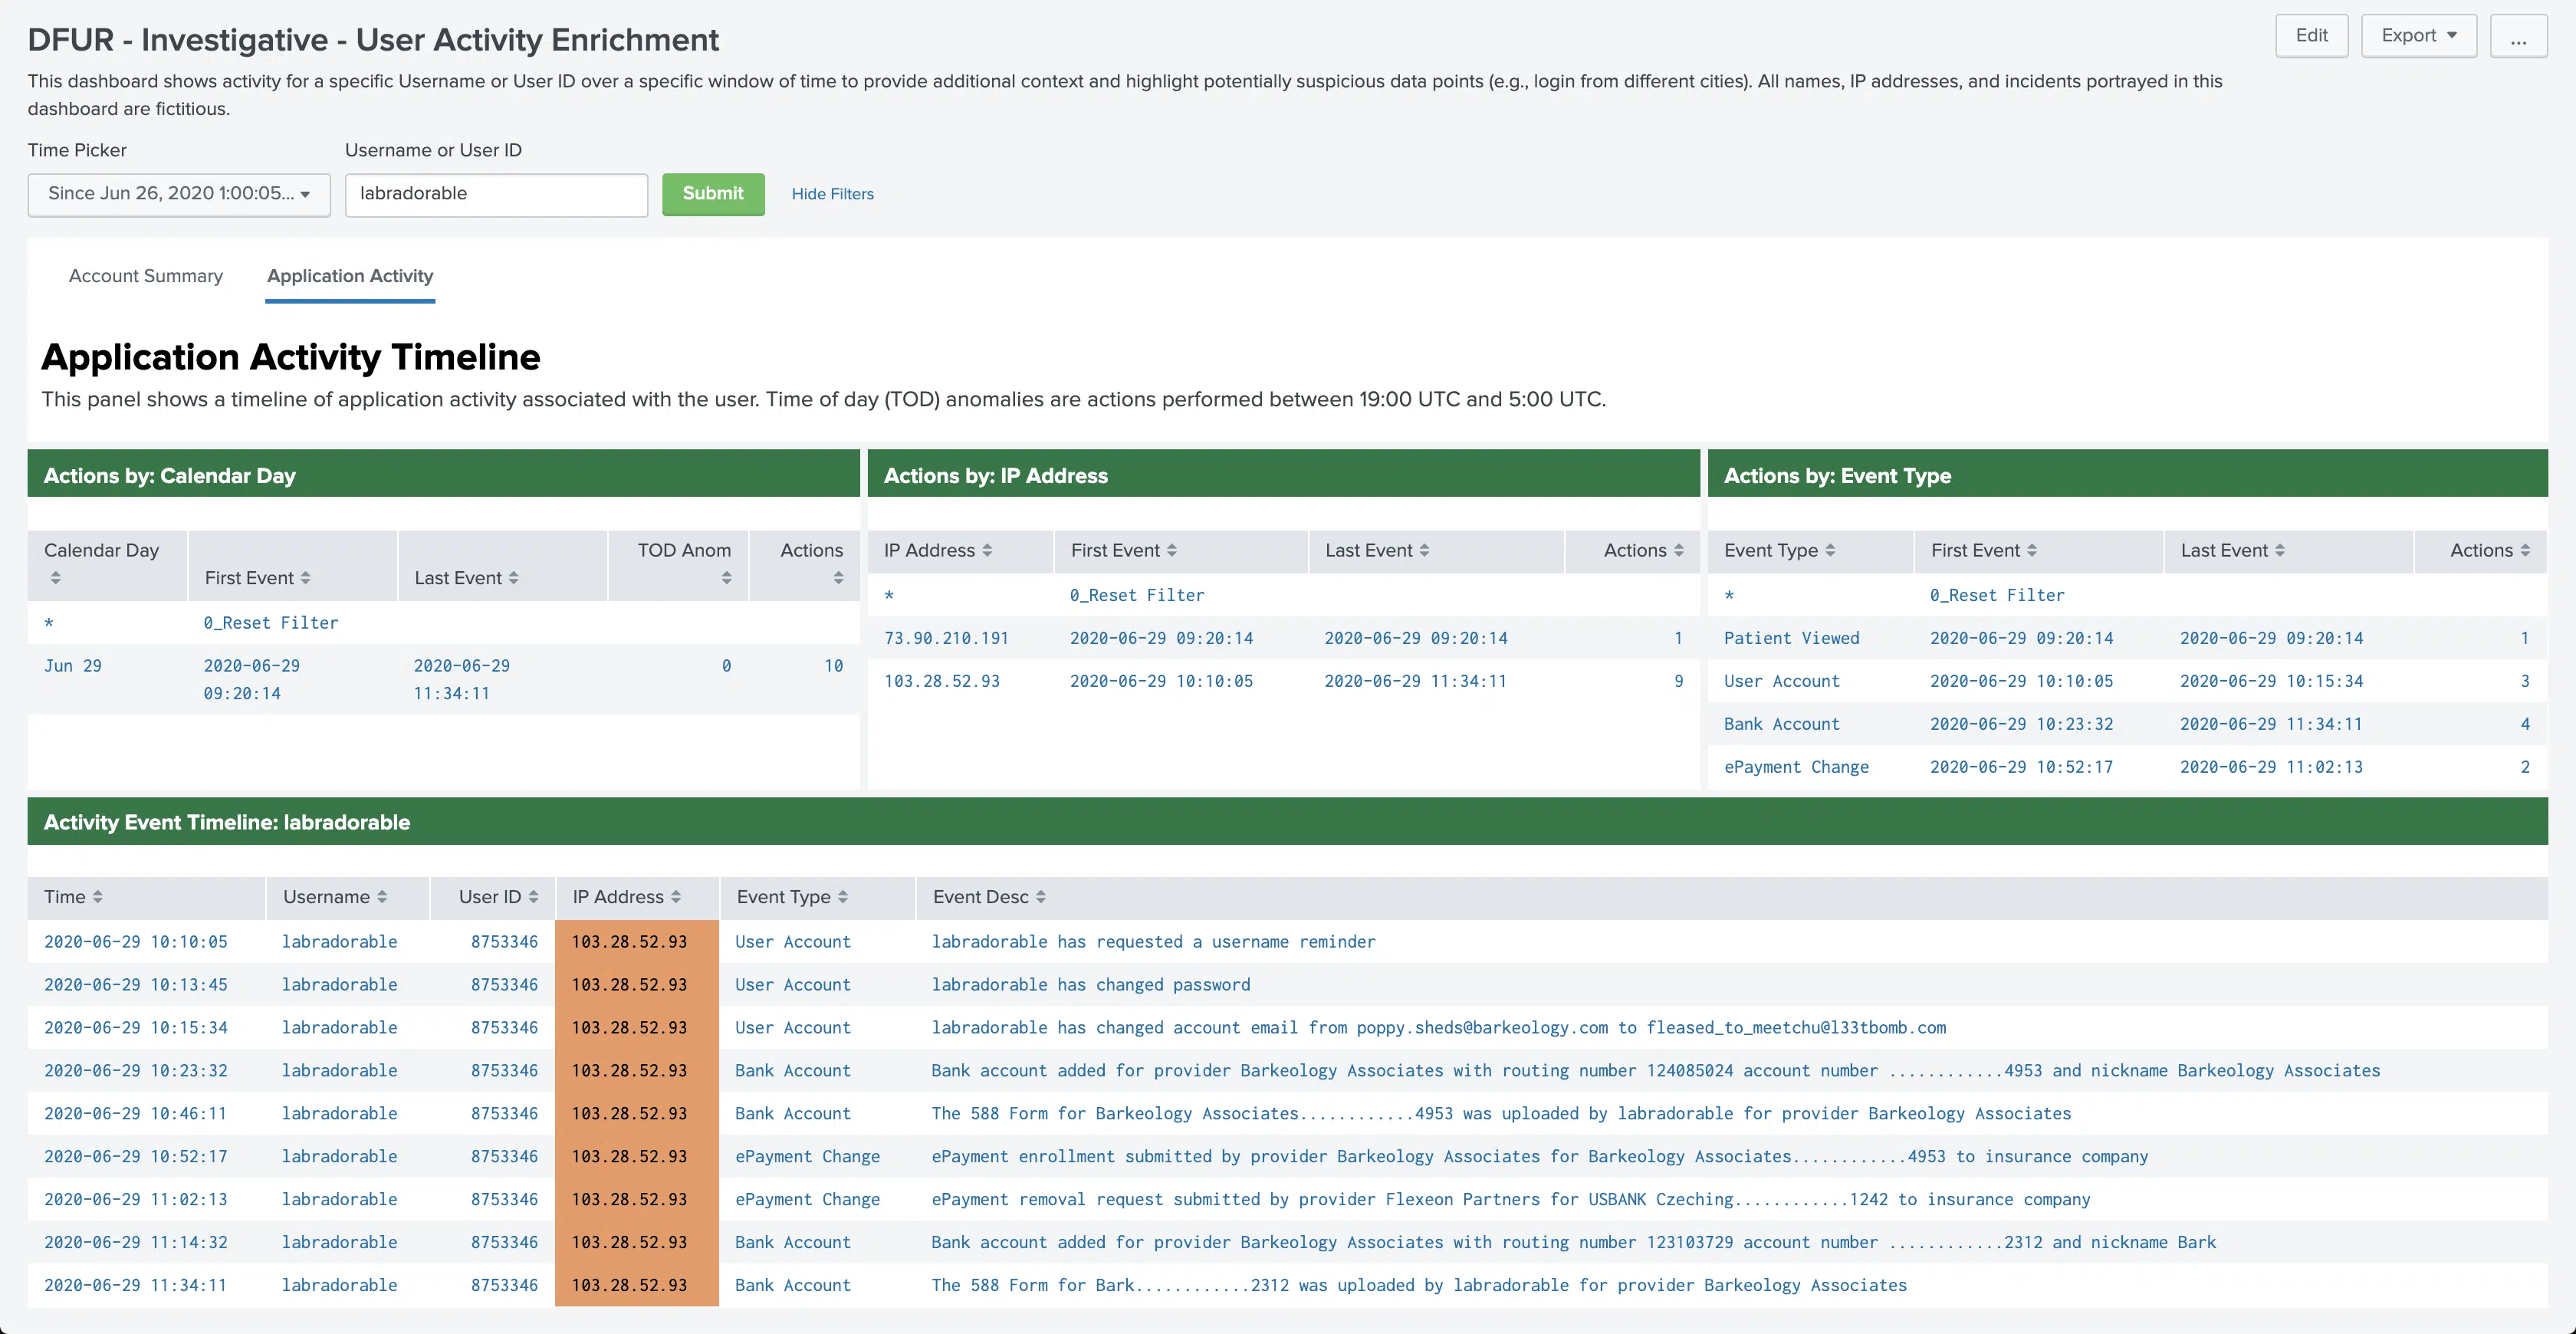 DFUR - Investigative - User Activity Enrichment
Edit Export ...
This dashboard shows activity for a specific Username or User ID over a specific window of time to provide additional context and highlight potentially suspicious data points (e.g., login from different cities). All names, IP addresses, and incidents portrayed in this
dashboard are fictitious.
Time Picker Username or User ID
Since Jun 26, 2020 1:00:05... labradorable Submit Hide Filters
Account Summary Application Activity
Application Activity Timeline
This panel shows a timeline of application activity associated with the user. Time of day (TOD) anomalies are actions performed between 19:00 UTC and 5:00 UTC.
Actions by: Calendar Day
Calendar Day First Event Last Event TOD Anom Actions
* 0_Reset Filter
Jun 29 2020-06-29 2020-06-29 0 10
09:20:14 11:34:11
Actions by: IP Address
IP Address First Event Last Event Actions
* 0_Reset Filter
73.90.210.191 2020-06-29 09:20:14 2020-06-29 09:20:14 1
103.28.52.93 2020-06-29 10:10:05 2020-06-29 11:34:11 9
Actions by: Event Type
Event Type First Event Last Event Actions
* 0_Reset Filter
Patient Viewed 2020-06-29 09:20:14 2020-06-29 09:20:14 1
User Account 2020-06-29 10:10:05 2020-06-29 10:15:34 3
Bank Account 2020-06-29 10:23:32 2020-06-29 11:34:11 4
ePayment Change 2020-06-29 10:52:17 2020-06-29 11:02:13 2
Activity Event Timeline: labradorable
Time Username User ID IP Address Event Type Event Desc
2020-06-29 10:10:05 labradorable 8753346 103.28.52.93 User Account labradorable has requested a username reminder
2020-06-29 10:13:45 labradorable 8753346 103.28.52.93 User Account labradorable has changed password
2020-06-29 10:15:34 labradorable 8753346 103.28.52.93 User Account labradorable has changed account email from poppy.sheds@barkeology.com to fleased_to_meetchu@l33tbomb.com
2020-06-29 10:23:32 labradorable 8753346 103.28.52.93 Bank Account Bank account added for provider Barkeology Associates with routing number 124085024 account number ............4953 and nickname Barkeology Associates
2020-06-29 10:46:11 labradorable 8753346 103.28.52.93 Bank Account The 588 Form for Barkeology Associates............4953 was uploaded by labradorable for provider Barkeology Associates
2020-06-29 10:52:17 labradorable 8753346 103.28.52.93 ePayment Change ePayment enrollment submitted by provider Barkeology Associates for Barkeology Associates............4953 to insurance company
2020-06-29 11:02:13 labradorable 8753346 103.28.52.93 ePayment Change ePayment removal request submitted by provider Flexeon Partners for USBANK Czeching............1242 to insurance company
2020-06-29 11:14:32 labradorable 8753346 103.28.52.93 Bank Account Bank account added for provider Barkeology Associates with routing number 123103729 account number ............2312 and nickname Bark
2020-06-29 11:34:11 labradorable 8753346 103.28.52.93 Bank Account The 588 Form for Bark............2312 was uploaded by labradorable for provider Barkeology Associates